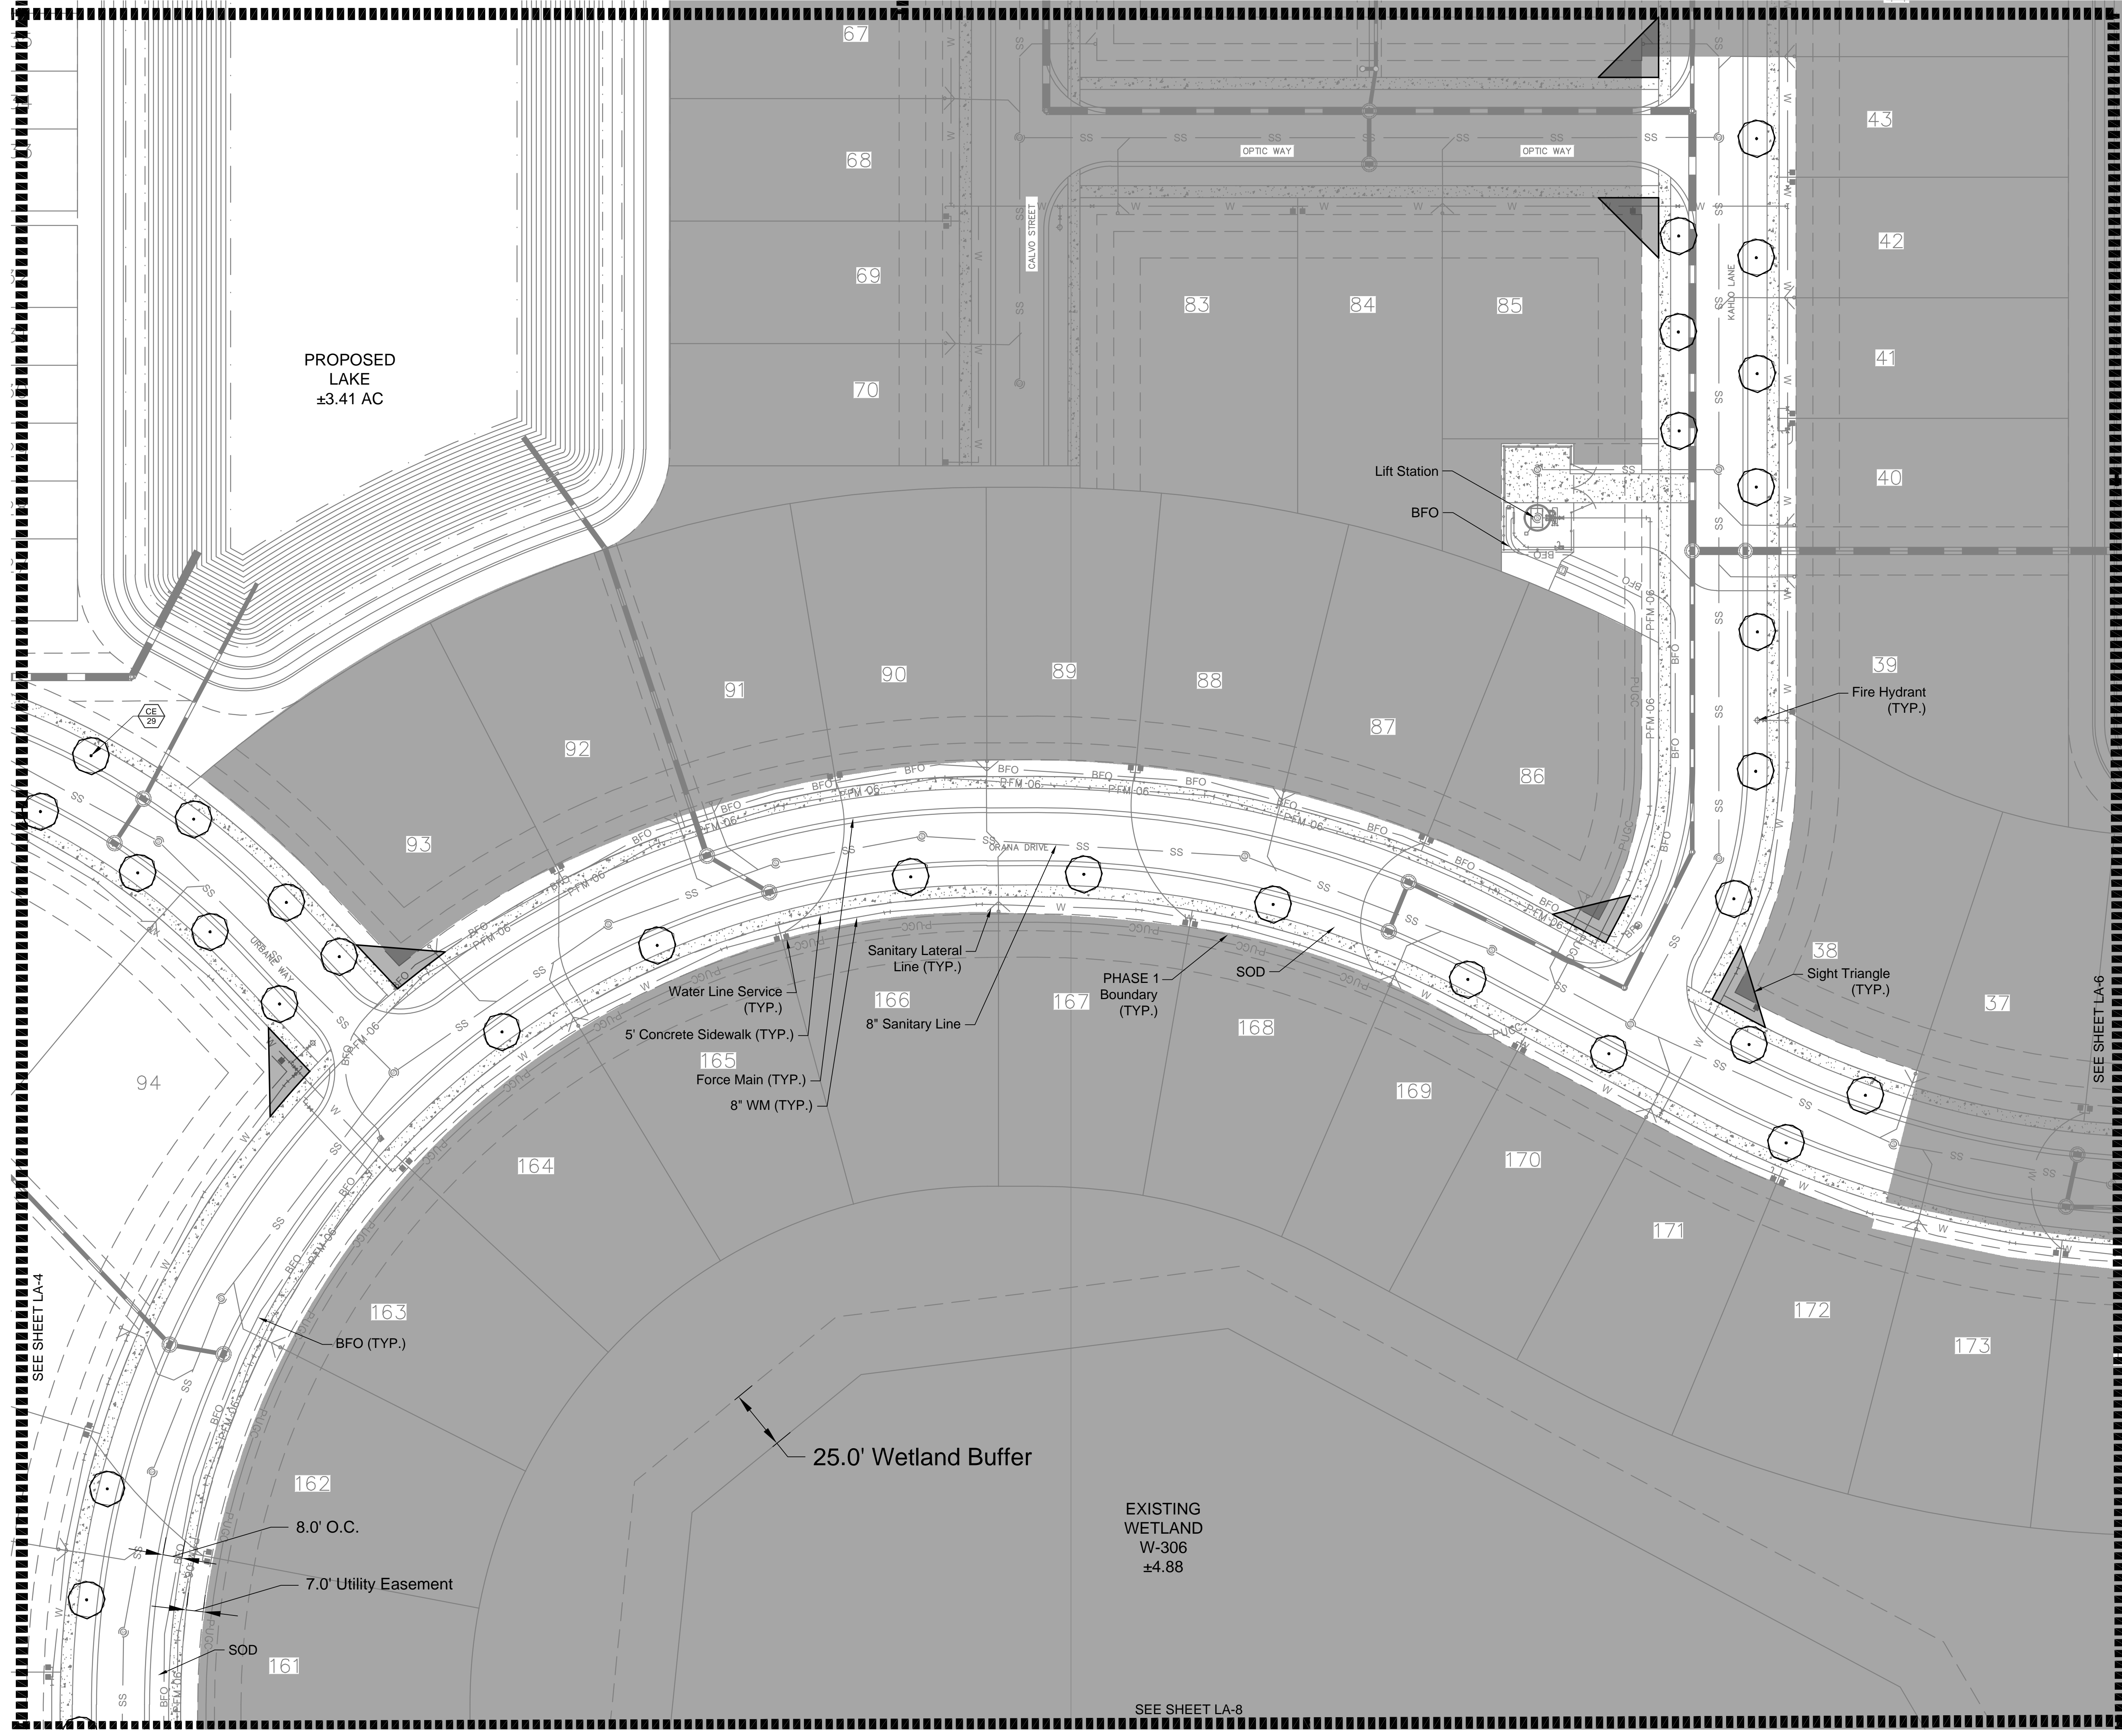 67
68
69
70
OPTIC WAY
OPTIC WAY
CALVO STREET
KAHLO LANE
43
42
41
40
39
83
84
85
PROPOSED
LAKE
±3.41 AC
Lift Station
BFO
CE
29
Fire Hydrant
(TYP.)
93
92
91
90
89
88
87
86
38
37
Sight Triangle
(TYP.)
ORANA DRIVE
URBANE WAY
SOD
PHASE 1
Boundary
(TYP.)
Sanitary Lateral
Line (TYP.)
8" Sanitary Line
Water Line Service
(TYP.)
5' Concrete Sidewalk (TYP.)
Force Main (TYP.)
8" WM (TYP.)
94
161
162
163
164
165
166
167
168
169
170
171
172
173
BFO (TYP.)
8.0' O.C.
7.0' Utility Easement
SOD
25.0' Wetland Buffer
EXISTING
WETLAND
W-306
±4.88
SEE SHEET LA-4
SEE SHEET LA-6
SEE SHEET LA-8